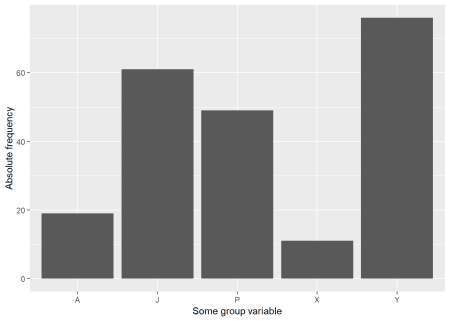 Absolute frequency
60
40
20
0
A J P X Y
Some group variable